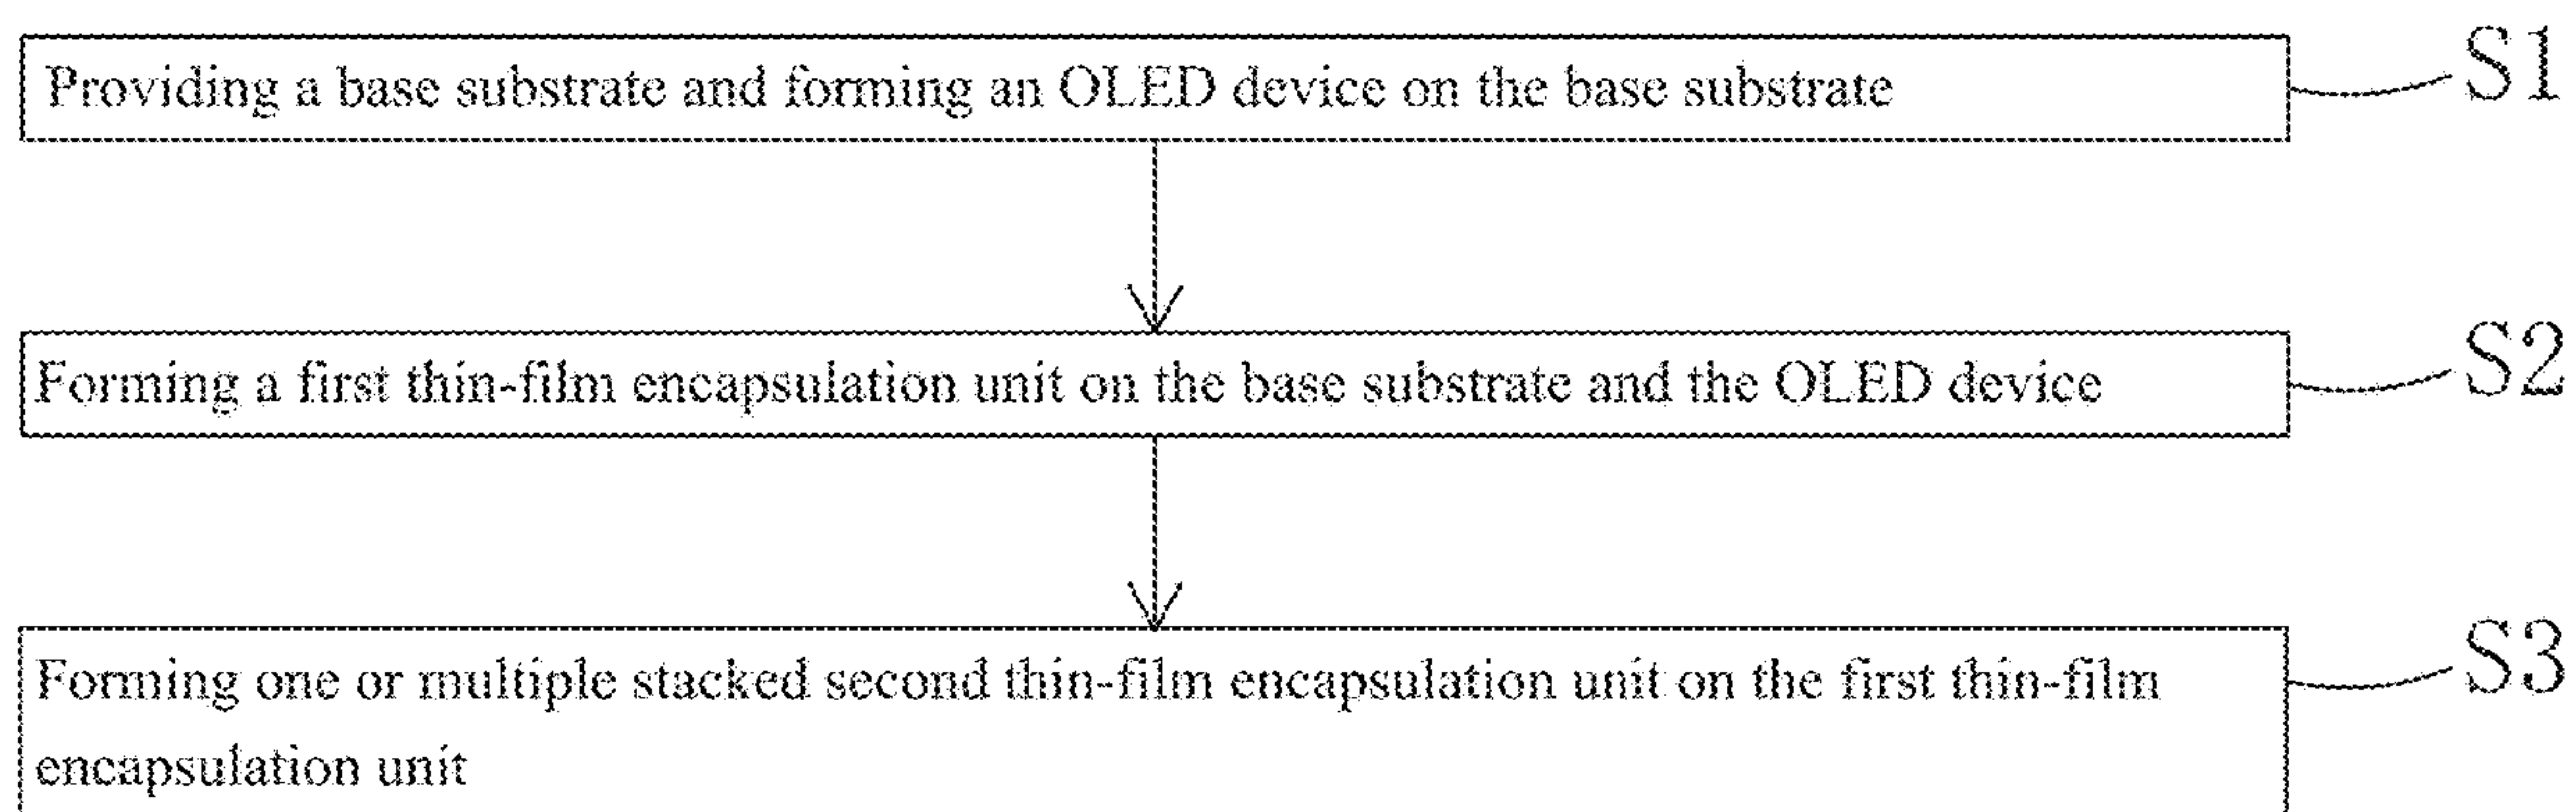 Providing a base substrate and forming an OLED device on the base substrate
S1
Forming a first thin-film encapsulation unit on the base substrate and the OLED device
S2
Forming one or multiple stacked second thin-film encapsulation unit on the first thin-film
encapsulation unit
S3